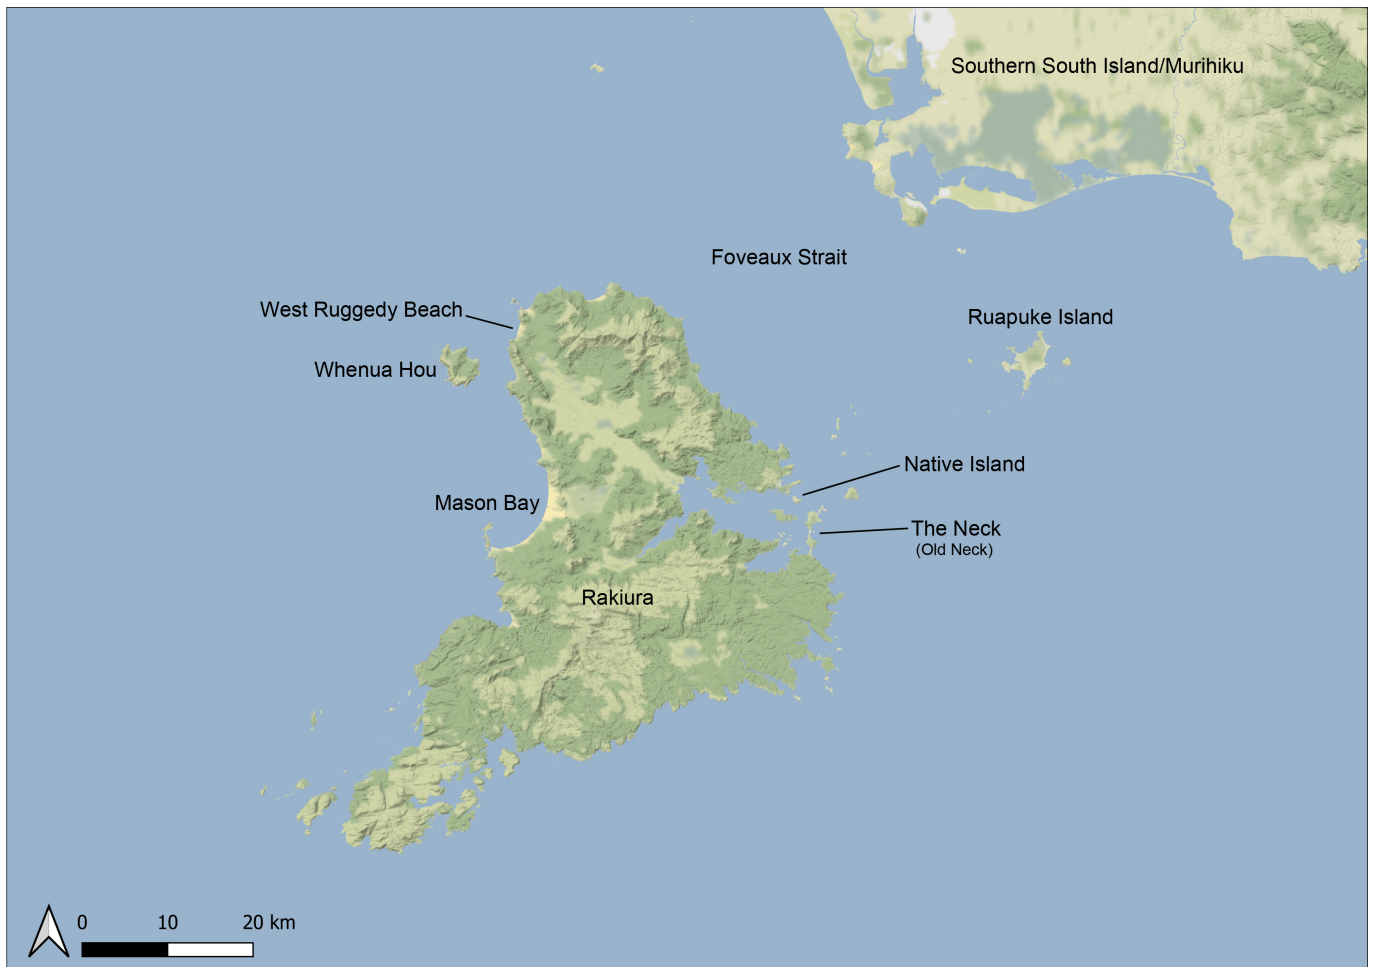 Southern South Island/Murihiku
Foveaux Strait
West Ruggedy Beach
Ruapuke Island
Whenua Hou
Native Island
Mason Bay
The Neck
(Old Neck)
Rakiura
0 10 20 km